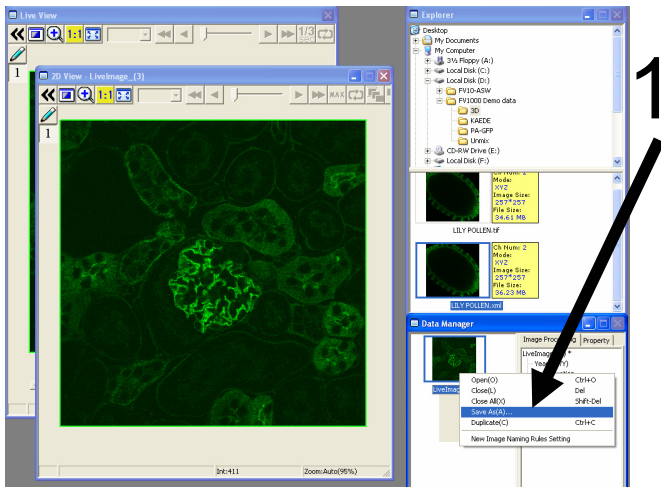 Live View
1:1
1/3
1
2D View - LiveImage_(3)
1:1
MAX
1
Int:411
Zoom:Auto(95%)
Explorer
Desktop
My Documents
My Computer
3½ Floppy (A:)
Local Disk (C:)
Local Disk (D:)
FV10-ASW
FV1000 Demo data
3D
KAEDE
PA-GFP
Unmix
CD-RW Drive (E:)
Local Disk (F:)
Ch Num: 2
Mode:
XYZ
Image Size:
257*257
File Size:
34.61 MB
LILY POLLEN.tif
Ch Num: 2
Mode:
XYZ
Image Size:
257*257
File Size:
36.23 MB
LILY POLLEN.xml
1
Data Manager
Image Processing
Property
Open(O) Ctrl+O
Close(L) Del
Close All(X) Shift-Del
Save As(A)...
Duplicate(C) Ctrl+C
New Image Naming Rules Setting